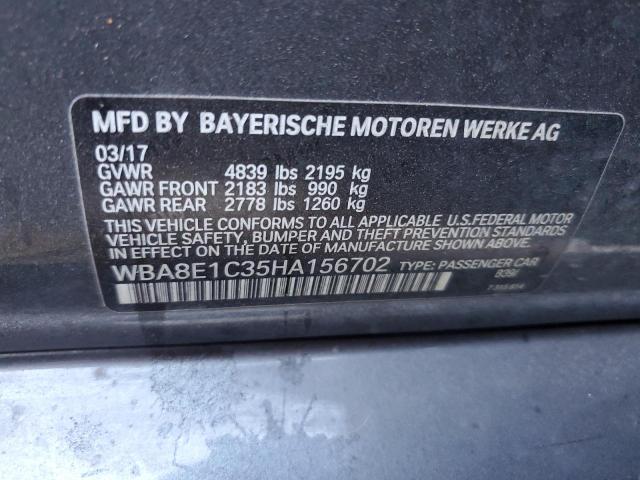 MFD BY BAYERISCHE MOTOREN WERKE AG
03/17
GVWR 4839 lbs 2195 kg
GAWR FRONT 2183 lbs 990 kg
GAWR REAR 2778 lbs 1260 kg
THIS VEHICLE CONFORMS TO ALL APPLICABLE U.S.FEDERAL MOTOR
VEHICLE SAFETY, BUMPER AND THEFT PREVENTION STANDARDS
IN EFFECT ON THE DATE OF MANUFACTURE SHOWN ABOVE.
WBA8E1C35HA156702 TYPE: PASSENGER CAR